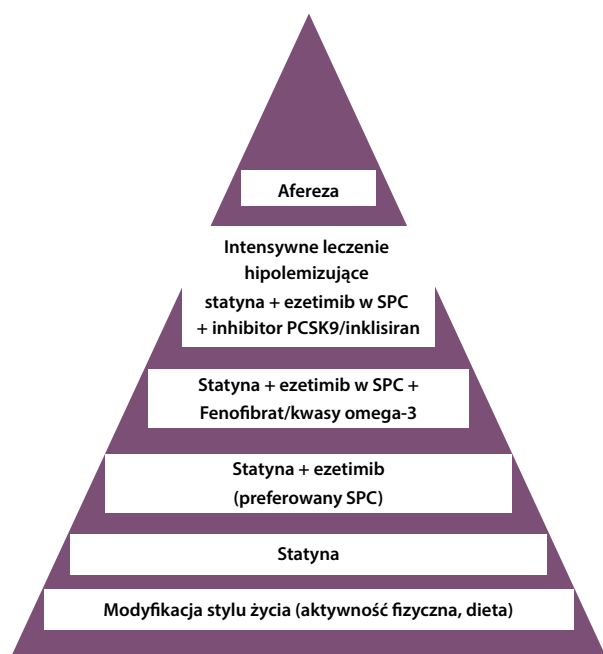 Afereza
Intensywne leczenie
hipolemizujące
statyna + ezetimib w SPC
+ inhibitor PCSK9/inklisiran
Statyna + ezetimib w SPC +
Fenofibrat/kwasy omega-3
Statyna + ezetimib
(preferowany SPC)
Statyna
Modyfikacja stylu życia (aktywność fizyczna, dieta)